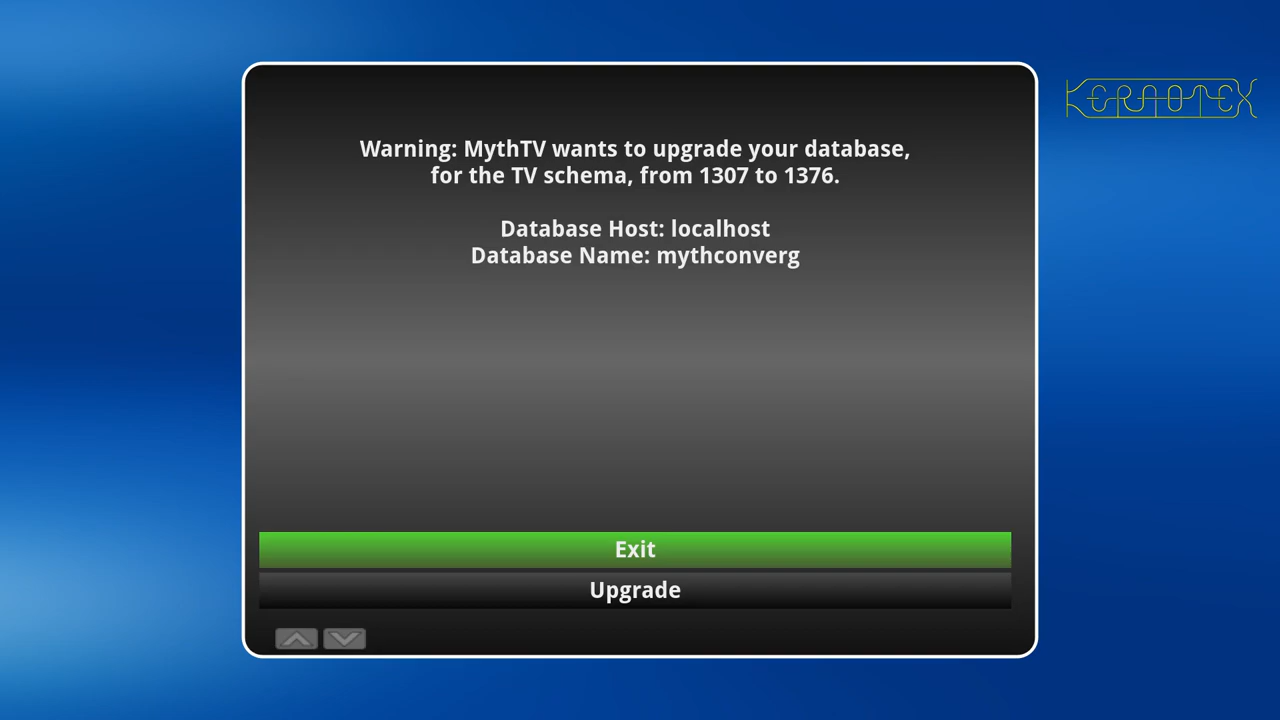 KERNOTEX
Warning: MythTV wants to upgrade your database,
for the TV schema, from 1307 to 1376.
Database Host: localhost
Database Name: mythconverg
Exit
Upgrade